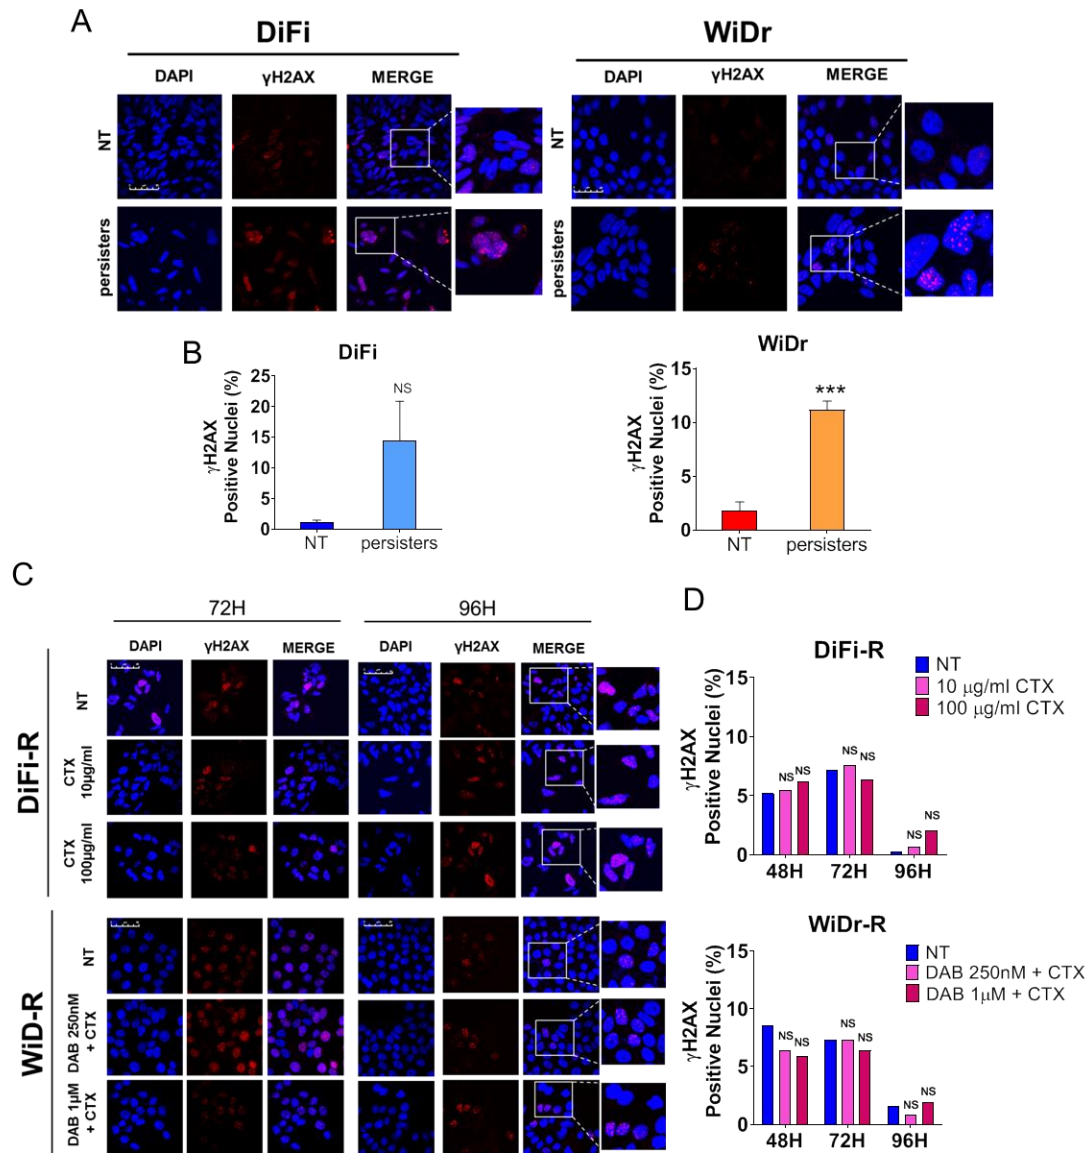 A
DiFi
WiDr
DAPI γH2AX MERGE
DAPI γH2AX MERGE
NT
NT
persisters
persisters
B
DiFi
WiDr
γH2AX
Positive Nuclei (%)
25
20
15
10
5
0
NS
NT persisters
γH2AX
Positive Nuclei (%)
15
10
5
0
***
NT persisters
C
72H 96H
DAPI γH2AX MERGE DAPI γH2AX MERGE
DiFi-R
NT
CTX
10μg/ml
CTX
100μg/ml
WiD-R
NT
DAB 250nM
+ CTX
DAB 1μM
+ CTX
D
DiFi-R
NT
10 μg/ml CTX
100 μg/ml CTX
γH2AX
Positive Nuclei (%)
15
10
5
0
NS NS
NS NS
NS NS
48H 72H 96H
WiDr-R
NT
DAB 250nM + CTX
DAB 1μM + CTX
γH2AX
Positive Nuclei (%)
15
10
5
0
NS NS
NS NS
NS NS
48H 72H 96H